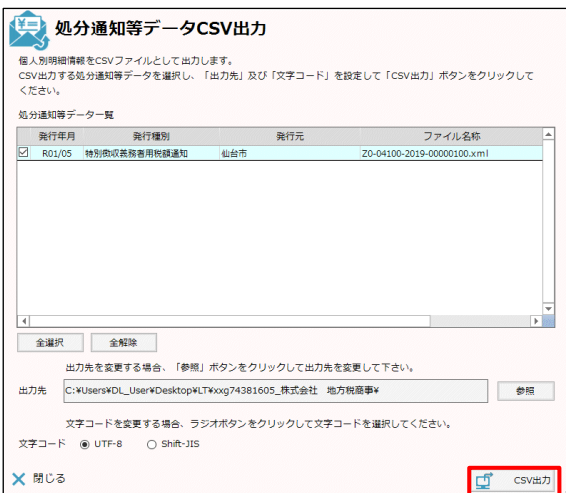 処分通知等データCSV出力
個人別明細情報をCSVファイルとして出力します。
CSV出力する処分通知等データを選択し、「出力先」及び「文字コード」を設定して「CSV出力」ボタンをクリックして
ください。
処分通知等データ一覧
発行年月 発行種別 発行元 ファイル名称
R01/05 特別徴収義務者用税額通知 仙台市 Z0-04100-2019-00000100.xml
全選択 全解除
出力先を変更する場合、「参照」ボタンをクリックして出力先を変更して下さい。
出力先 C:¥Users¥DL_User¥Desktop¥LT¥xxg74381605_株式会社 地方税商事¥ 参照
文字コードを変更する場合、ラジオボタンをクリックして文字コードを選択してください。
文字コード UTF-8 Shift-JIS
閉じる CSV出力